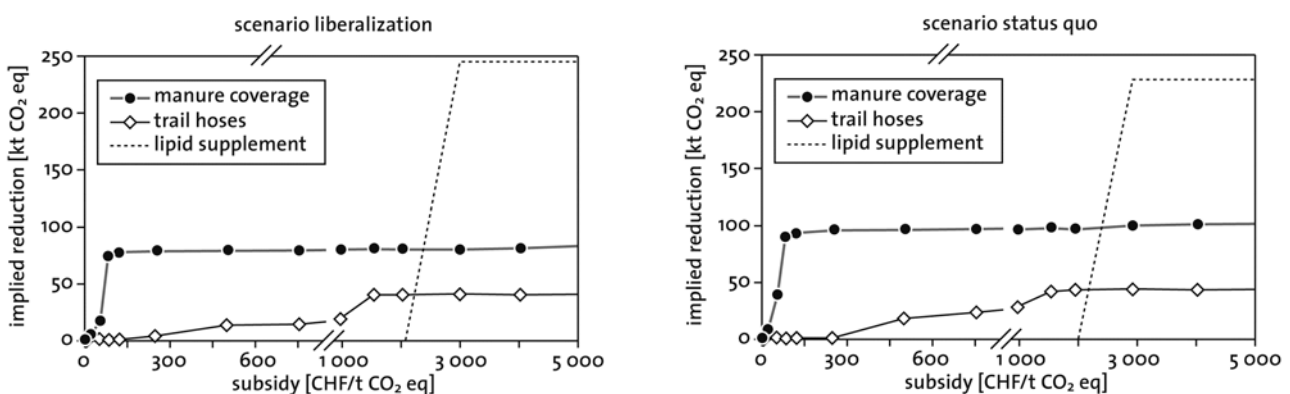 scenario liberalization
implied reduction [kt CO₂ eq]
250
200
150
100
50
0
manure coverage
trail hoses
lipid supplement
0 300 600 1 000 3 000 5 000
subsidy [CHF/t CO₂ eq]
scenario status quo
implied reduction [kt CO₂ eq]
250
200
150
100
50
0
manure coverage
trail hoses
lipid supplement
0 300 600 1 000 3 000 5 000
subsidy [CHF/t CO₂ eq]